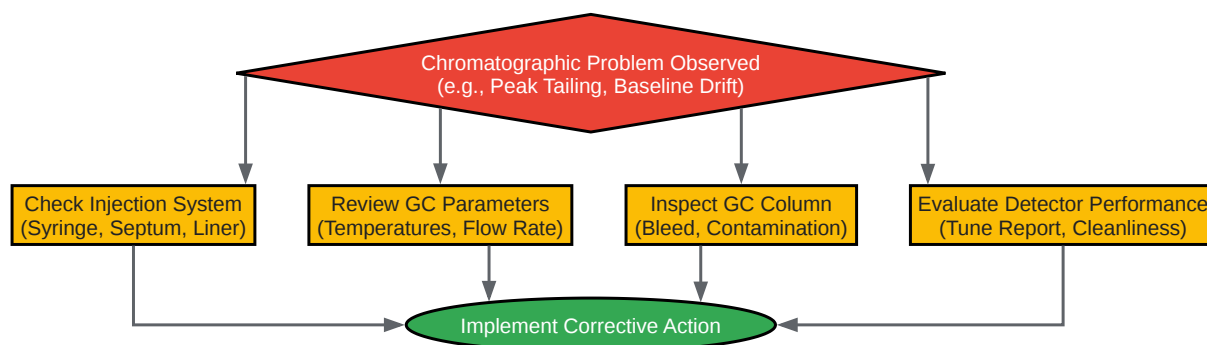 Chromatographic Problem Observed
(e.g., Peak Tailing, Baseline Drift)
Check Injection System
(Syringe, Septum, Liner)
Review GC Parameters
(Temperatures, Flow Rate)
Inspect GC Column
(Bleed, Contamination)
Evaluate Detector Performance
(Tune Report, Cleanliness)
Implement Corrective Action